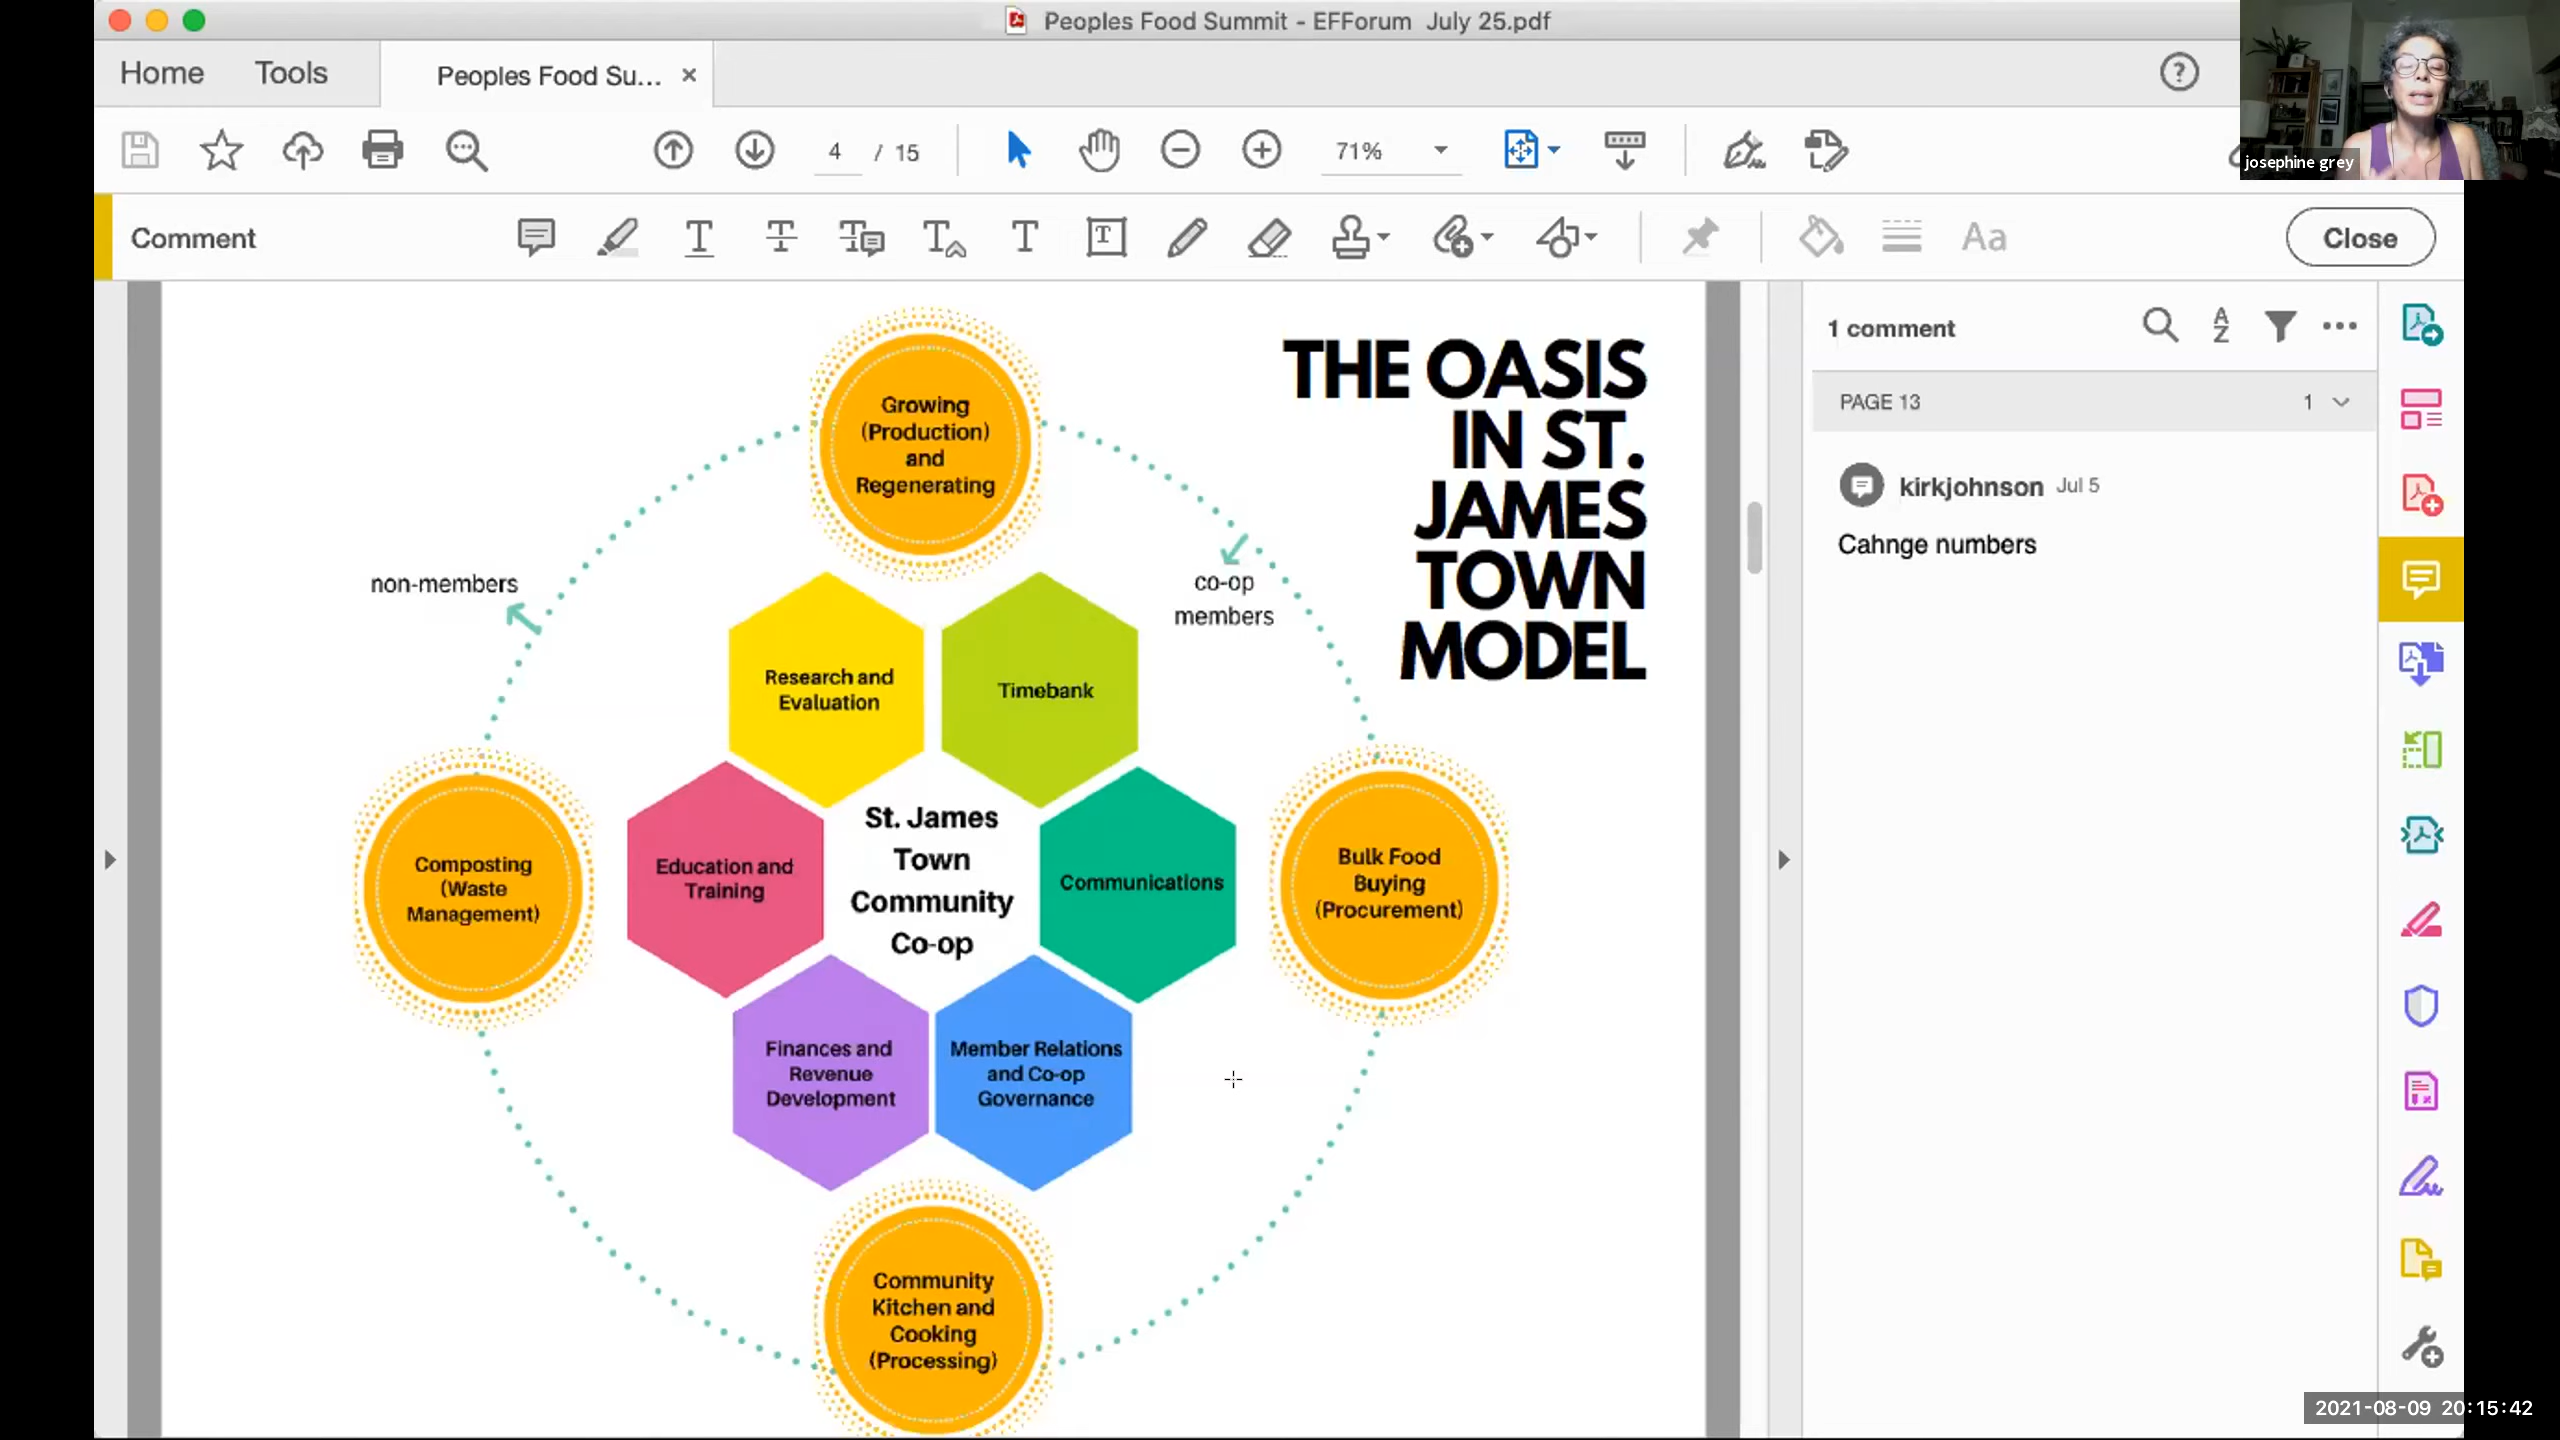 Peoples Food Summit - EFForum July 25.pdf
Home
Tools
Peoples Food Su...
josephine grey
4 / 15
71%
Comment
Aa
Close
THE OASIS
IN ST.
JAMES
TOWN
MODEL
Growing
(Production)
and
Regenerating
non-members
co-op
members
Research and
Evaluation
Timebank
Composting
(Waste
Management)
Education and
Training
St. James
Town
Community
Co-op
Communications
Bulk Food
Buying
(Procurement)
Finances and
Revenue
Development
Member Relations
and Co-op
Governance
Community
Kitchen and
Cooking
(Processing)
1 comment
PAGE 13
1
kirkjohnson Jul 5
Cahnge numbers
2021-08-09 20:15:42